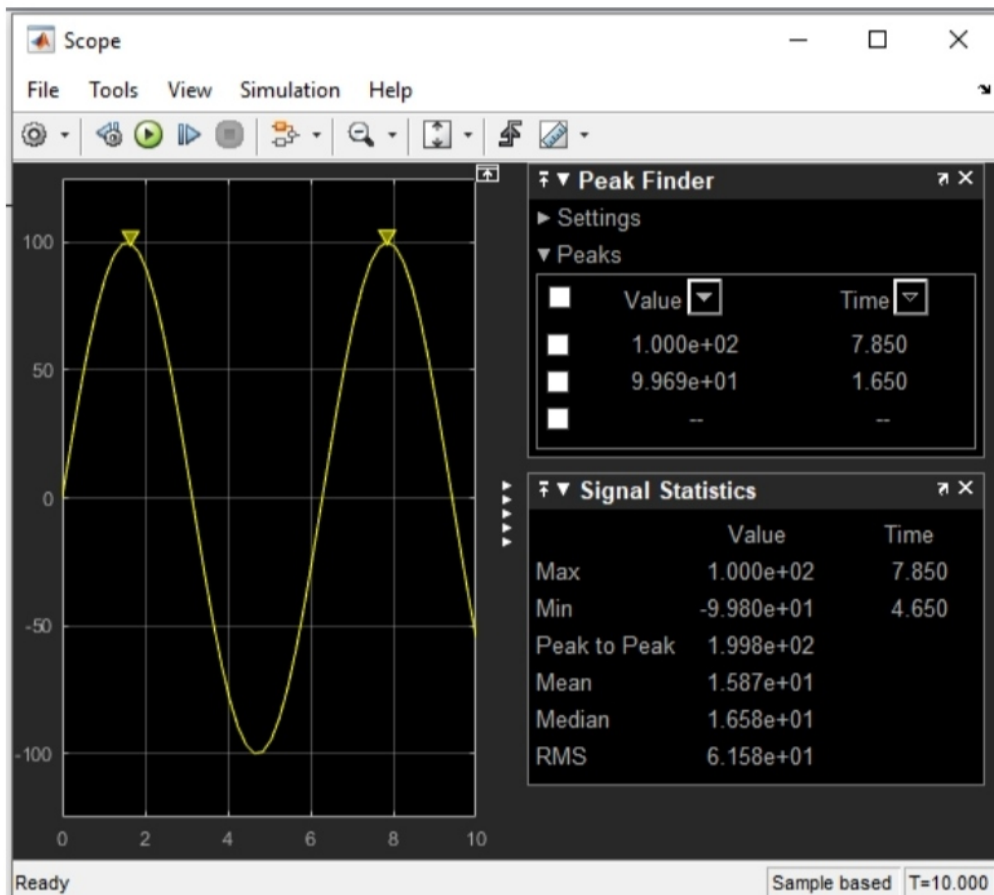 Scope
File Tools View Simulation Help
100
50
0
-50
-100
0 2 4 6 8 10
Peak Finder
Settings
Peaks
Value Time
1.000e+02 7.850
9.969e+01 1.650
-- --
Signal Statistics
Value Time
Max 1.000e+02 7.850
Min -9.980e+01 4.650
Peak to Peak 1.998e+02
Mean 1.587e+01
Median 1.658e+01
RMS 6.158e+01
Ready Sample based T=10.000